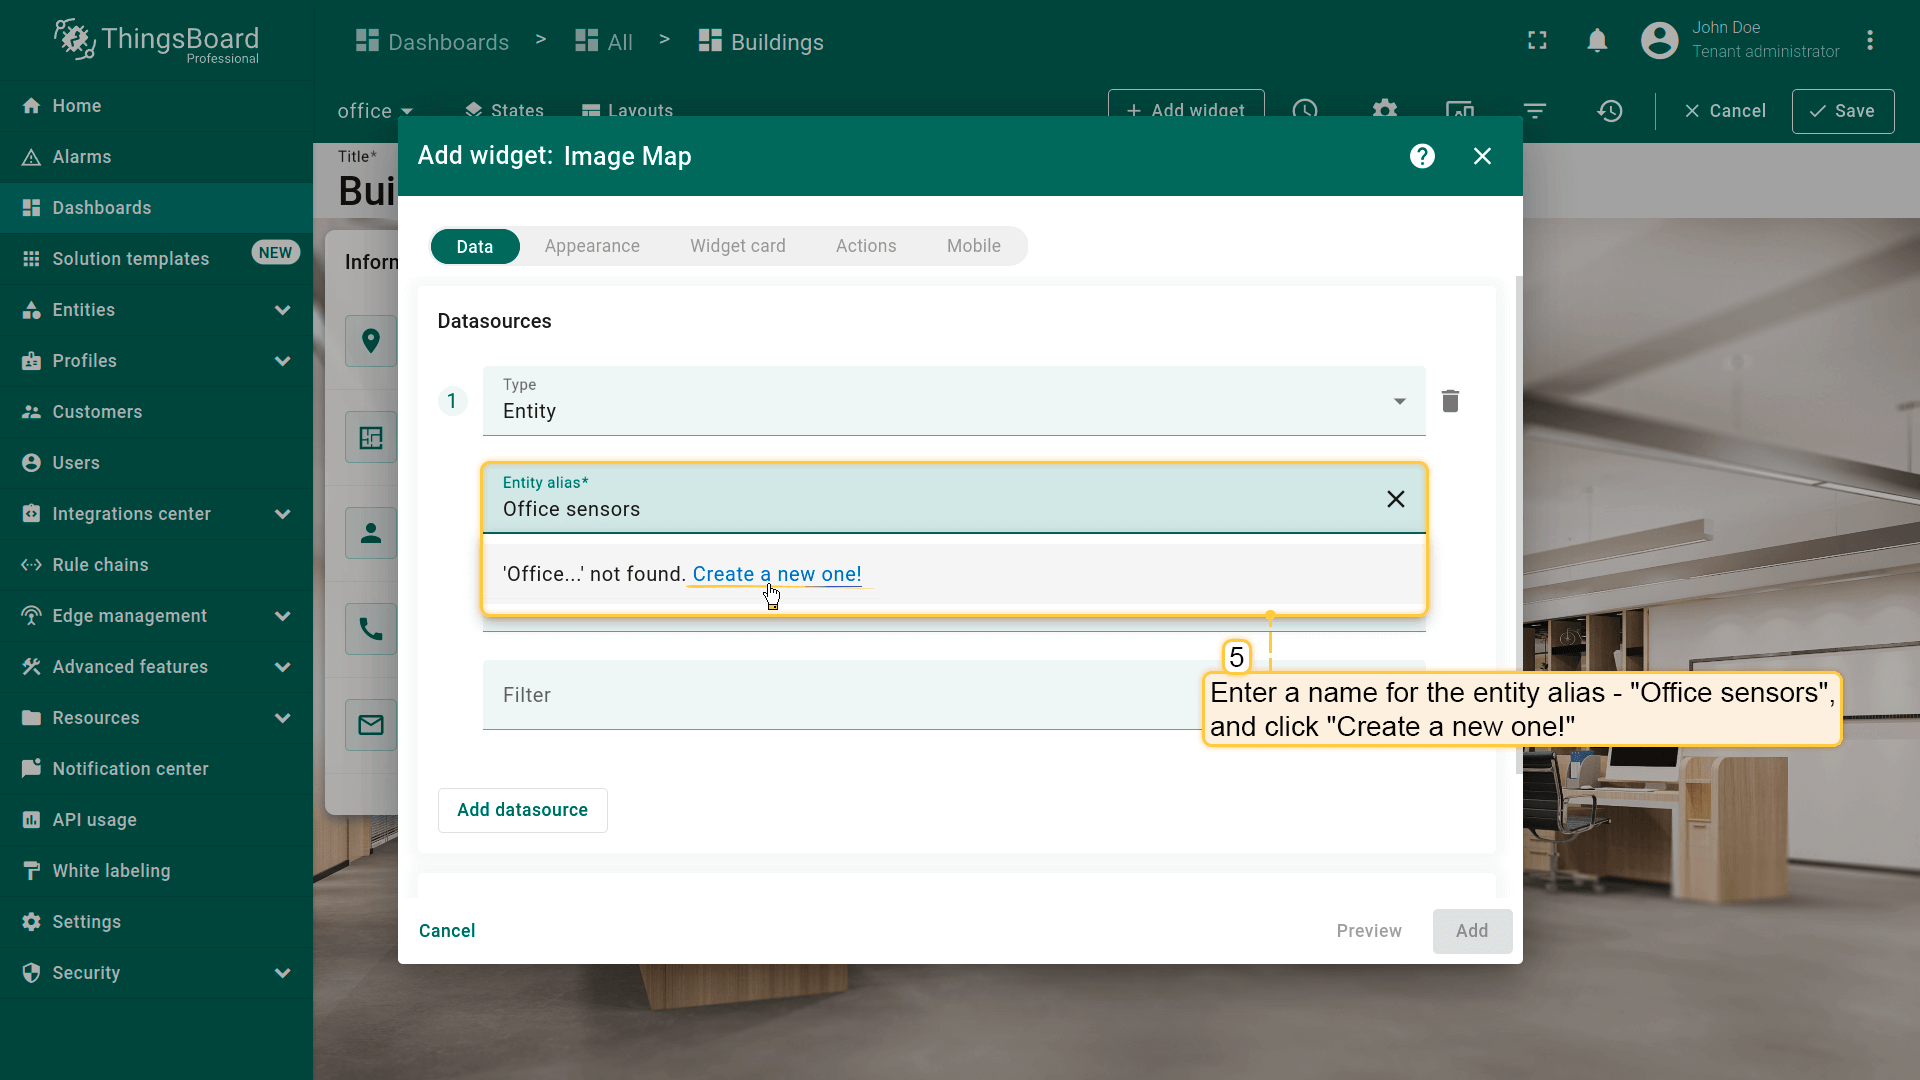 ThingsBoard
Professional
Dashboards > All > Buildings
John Doe
Tenant administrator
Home
Alarms
Dashboards
Solution templates NEW
Entities
Profiles
Customers
Users
Integrations center
Rule chains
Edge management
Advanced features
Resources
Notification center
API usage
White labeling
Settings
Security
office States Layouts + Add widget Cancel Save
Title*
Bui
Inforn
Add widget: Image Map
Data Appearance Widget card Actions Mobile
Datasources
1
Type
Entity
Entity alias*
Office sensors
'Office...' not found. Create a new one!
5
Enter a name for the entity alias - "Office sensors",
and click "Create a new one!"
Filter
Add datasource
Cancel Preview Add